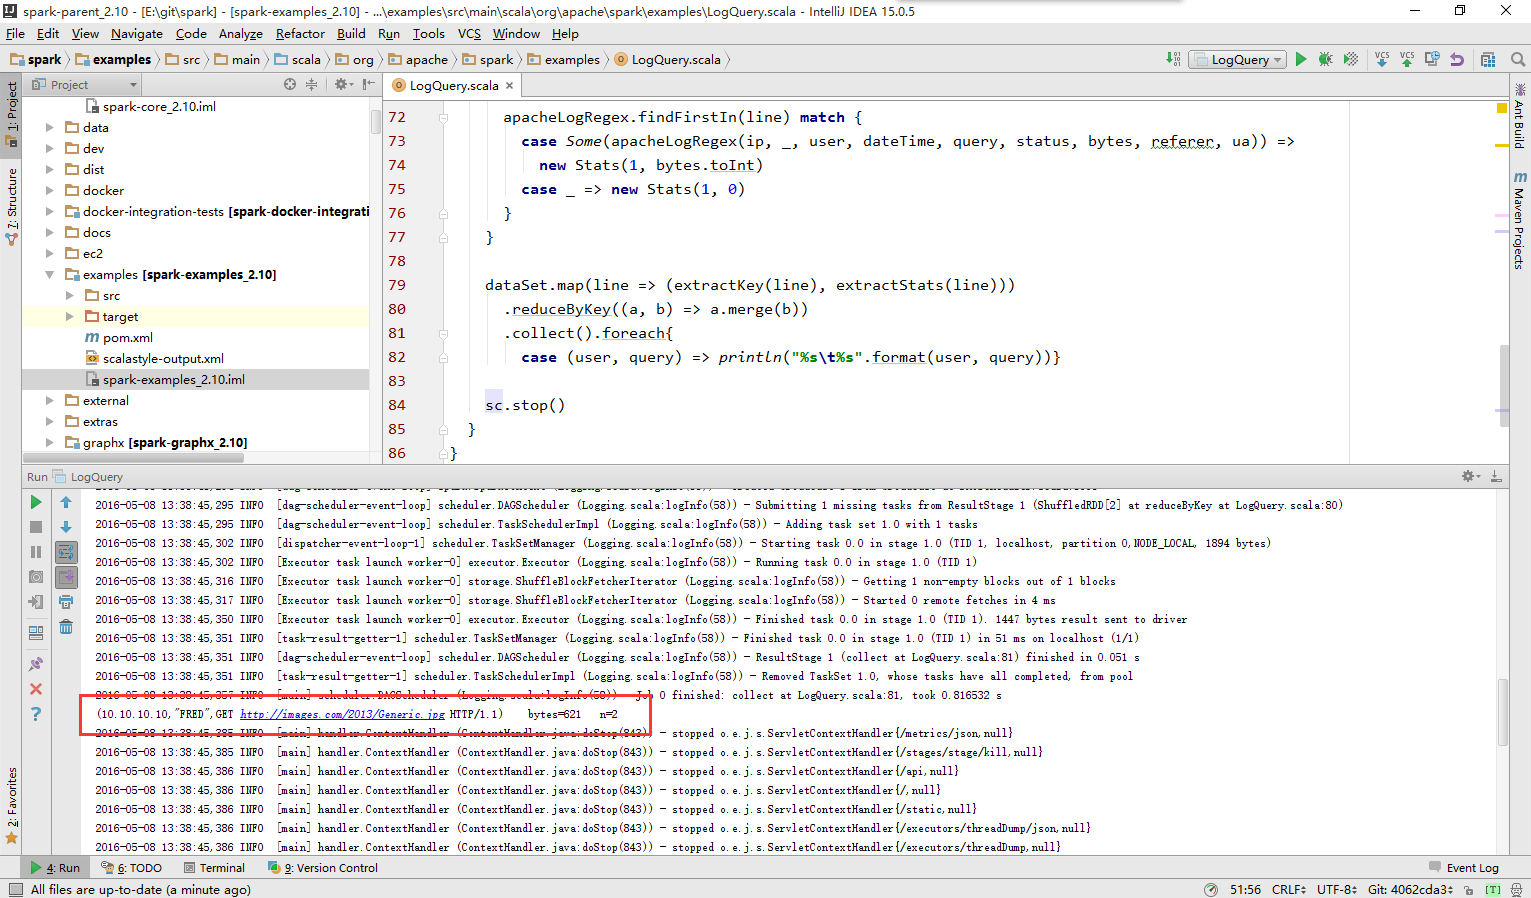 spark-parent_2.10 - [E:\git\spark] - [spark-examples_2.10] - ...\examples\src\main\scala\org\apache\spark\examples\LogQuery.scala - IntelliJ IDEA 15.0.5
File Edit View Navigate Code Analyze Refactor Build Run Tools VCS Window Help
spark examples src main scala org apache spark examples LogQuery.scala
LogQuery
VCS VCS
Project
LogQuery.scala
1: Project
7: Structure
2: Favorites
Ant Build
Maven Projects
spark-core_2.10.iml
data
dev
dist
docker
docker-integration-tests [spark-docker-integrati
docs
ec2
examples [spark-examples_2.10]
src
target
pom.xml
scalastyle-output.xml
spark-examples_2.10.iml
external
extras
graphx [spark-graphx_2.10]
72 apacheLogRegex.findFirstIn(line) match {
73 case Some(apacheLogRegex(ip, _, user, dateTime, query, status, bytes, referer, ua)) =>
74 new Stats(1, bytes.toInt)
75 case _ => new Stats(1, 0)
76 }
77 }
78
79 dataSet.map(line => (extractKey(line), extractStats(line)))
80 .reduceByKey((a, b) => a.merge(b))
81 .collect().foreach{
82 case (user, query) => println("%s\t%s".format(user, query))}
83
84 sc.stop()
85 }
86 }
Run LogQuery
2016-05-08 13:38:45,295 INFO [dag-scheduler-event-loop] scheduler.DAGScheduler (Logging.scala:logInfo(58)) - Submitting 1 missing tasks from ResultStage 1 (ShuffledRDD[2] at reduceByKey at LogQuery.scala:80)
2016-05-08 13:38:45,295 INFO [dag-scheduler-event-loop] scheduler.TaskSchedulerImpl (Logging.scala:logInfo(58)) - Adding task set 1.0 with 1 tasks
2016-05-08 13:38:45,302 INFO [dispatcher-event-loop-1] scheduler.TaskSetManager (Logging.scala:logInfo(58)) - Starting task 0.0 in stage 1.0 (TID 1, localhost, partition 0,NODE_LOCAL, 1894 bytes)
2016-05-08 13:38:45,302 INFO [Executor task launch worker-0] executor.Executor (Logging.scala:logInfo(58)) - Running task 0.0 in stage 1.0 (TID 1)
2016-05-08 13:38:45,316 INFO [Executor task launch worker-0] storage.ShuffleBlockFetcherIterator (Logging.scala:logInfo(58)) - Getting 1 non-empty blocks out of 1 blocks
2016-05-08 13:38:45,317 INFO [Executor task launch worker-0] storage.ShuffleBlockFetcherIterator (Logging.scala:logInfo(58)) - Started 0 remote fetches in 4 ms
2016-05-08 13:38:45,350 INFO [Executor task launch worker-0] executor.Executor (Logging.scala:logInfo(58)) - Finished task 0.0 in stage 1.0 (TID 1). 1447 bytes result sent to driver
2016-05-08 13:38:45,351 INFO [task-result-getter-1] scheduler.TaskSetManager (Logging.scala:logInfo(58)) - Finished task 0.0 in stage 1.0 (TID 1) in 51 ms on localhost (1/1)
2016-05-08 13:38:45,351 INFO [dag-scheduler-event-loop] scheduler.DAGScheduler (Logging.scala:logInfo(58)) - ResultStage 1 (collect at LogQuery.scala:81) finished in 0.051 s
2016-05-08 13:38:45,351 INFO [task-result-getter-1] scheduler.TaskSchedulerImpl (Logging.scala:logInfo(58)) - Removed TaskSet 1.0, whose tasks have all completed, from pool
2016-05-08 13:38:45,357 INFO [main] scheduler.DAGScheduler (Logging.scala:logInfo(58)) - Job 0 finished: collect at LogQuery.scala:81, took 0.816532 s
(10.10.10.10,"FRED",GET http://images.com/2013/Generic.jpg HTTP/1.1) bytes=621 n=2
2016-05-08 13:38:45,385 INFO [main] handler.ContextHandler (ContextHandler.java:doStop(843)) - stopped o.e.j.s.ServletContextHandler{/metrics/json,null}
2016-05-08 13:38:45,385 INFO [main] handler.ContextHandler (ContextHandler.java:doStop(843)) - stopped o.e.j.s.ServletContextHandler{/stages/stage/kill,null}
2016-05-08 13:38:45,386 INFO [main] handler.ContextHandler (ContextHandler.java:doStop(843)) - stopped o.e.j.s.ServletContextHandler{/api,null}
2016-05-08 13:38:45,386 INFO [main] handler.ContextHandler (ContextHandler.java:doStop(843)) - stopped o.e.j.s.ServletContextHandler{/,null}
2016-05-08 13:38:45,386 INFO [main] handler.ContextHandler (ContextHandler.java:doStop(843)) - stopped o.e.j.s.ServletContextHandler{/static,null}
2016-05-08 13:38:45,386 INFO [main] handler.ContextHandler (ContextHandler.java:doStop(843)) - stopped o.e.j.s.ServletContextHandler{/executors/threadDump/json,null}
2016-05-08 13:38:45,386 INFO [main] handler.ContextHandler (ContextHandler.java:doStop(843)) - stopped o.e.j.s.ServletContextHandler{/executors/threadDump,null}
4: Run 6: TODO Terminal 9: Version Control Event Log
All files are up-to-date (a minute ago) 51:56 CRLF UTF-8 Git: 4062cda3 [T]